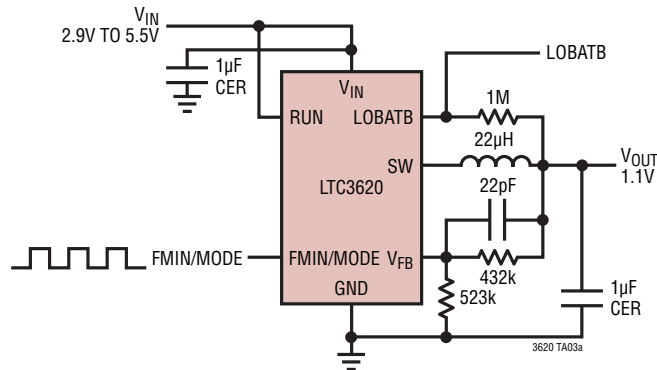 VIN
2.9V TO 5.5V
1µF
CER
VIN
RUN
LOBATB
LOBATB
1M
22µH
SW
LTC3620
VOUT
1.1V
22pF
FMIN/MODE
FMIN/MODE
VFB
432k
GND
523k
1µF
CER
3620 TA03a